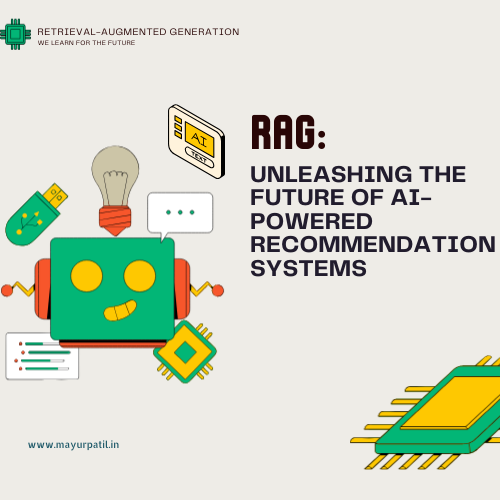 RETRIEVAL-AUGMENTED GENERATION
WE LEARN FOR THE FUTURE
AI
TEXT
RAG:
UNLEASHING THE
FUTURE OF AI-
POWERED
RECOMMENDATION
SYSTEMS
www.mayurpatil.in